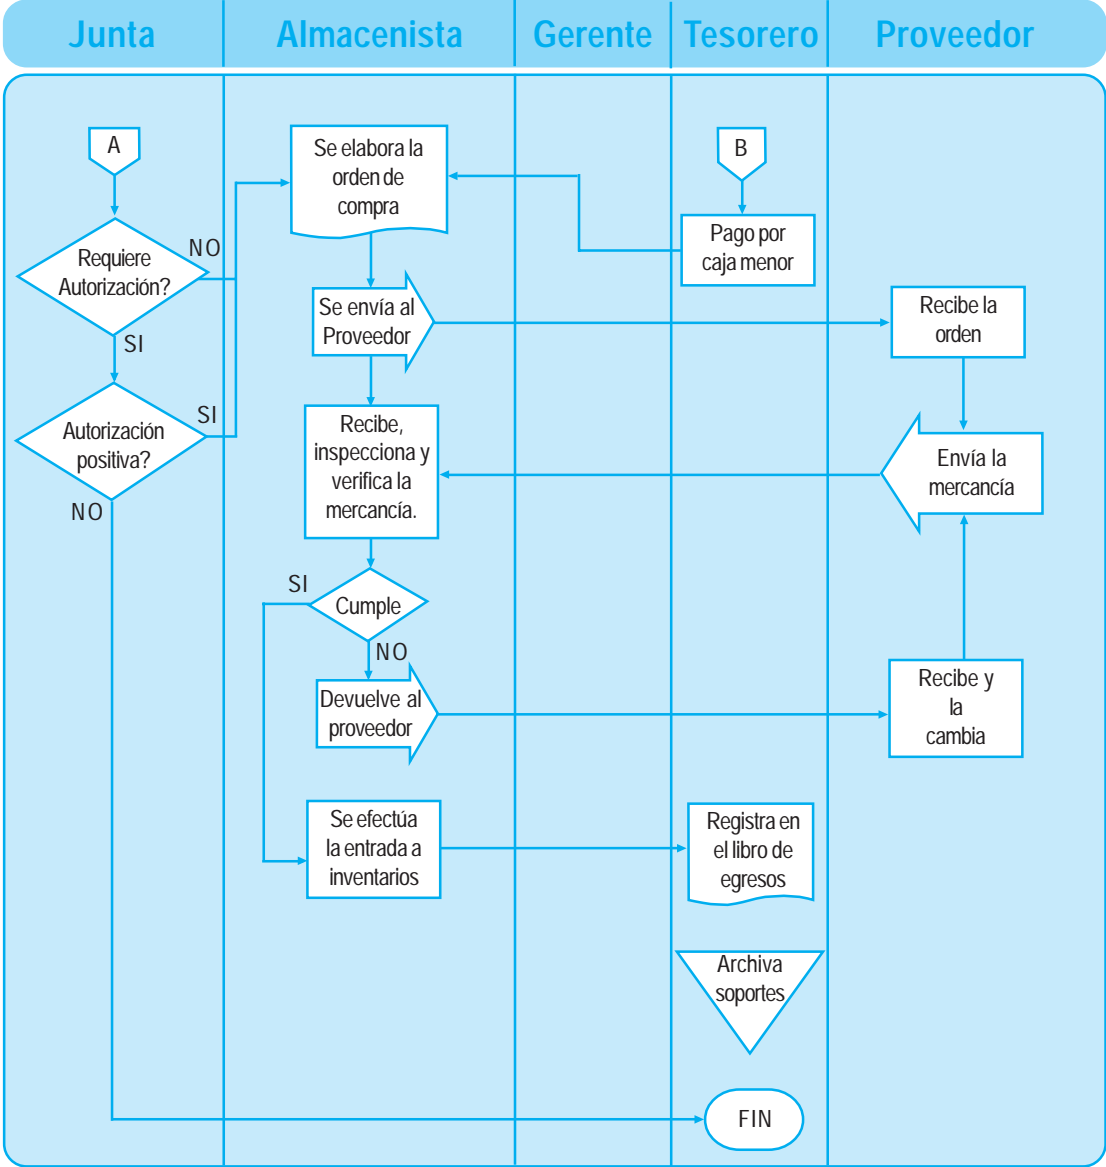 Junta
Almacenista
Gerente
Tesorero
Proveedor
A
Requiere
Autorización?
NO
SI
Autorización
positiva?
SI
NO
Se elabora la
orden de
compra
Se envía al
Proveedor
Recibe,
inspecciona y
verifica la
mercancía.
SI
Cumple
NO
Devuelve al
proveedor
Se efectúa
la entrada a
inventarios
B
Pago por
caja menor
Registra en
el libro de
egresos
Archiva
soportes
FIN
Recibe la
orden
Envía la
mercancía
Recibe y
la
cambia